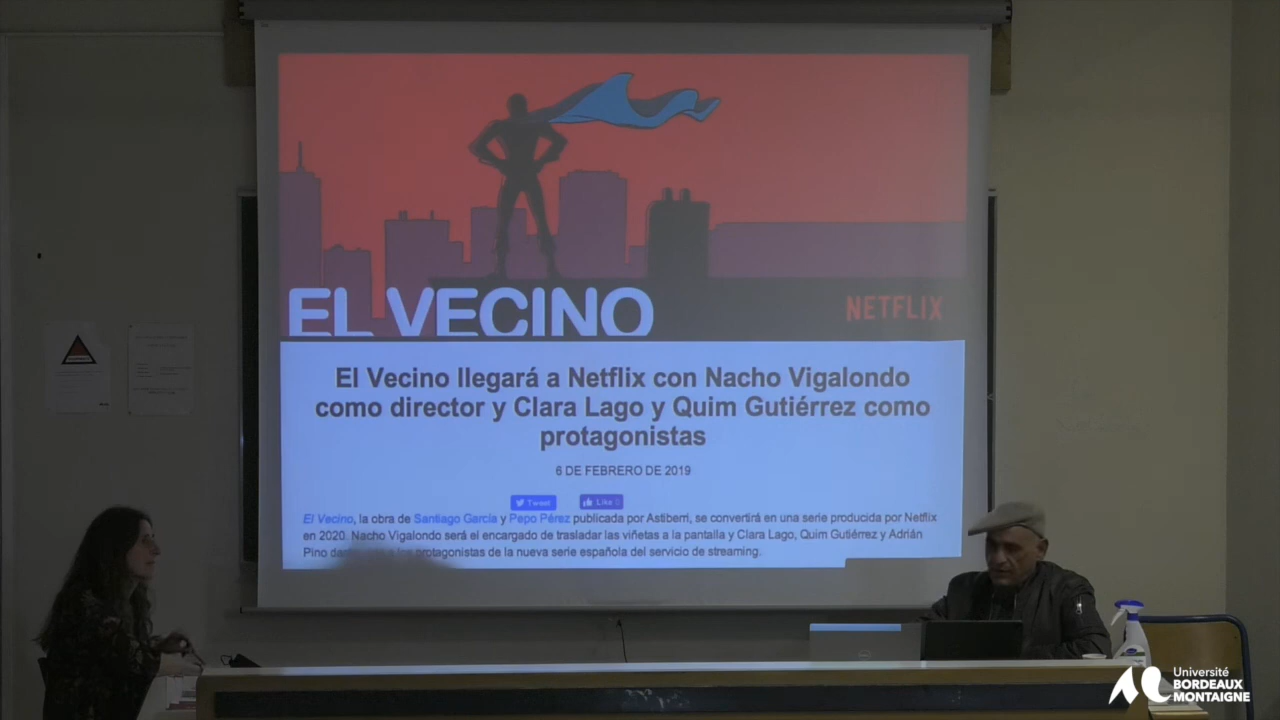 EL VECINO
NETFLIX
El Vecino llegará a Netflix con Nacho Vigalondo
como director y Clara Lago y Quim Gutiérrez como
protagonistas
6 DE FEBRERO DE 2019
Tweet
Like 0
El Vecino, la obra de Santiago García y Pepo Pérez publicada por Astiberri, se convertirá en una serie producida por Netflix
en 2020. Nacho Vigalondo será el encargado de trasladar las viñetas a la pantalla y Clara Lago, Quim Gutiérrez y Adrián
Pino protagonistas de la nueva serie española del servicio de streaming.
Université
BORDEAUX
MONTAIGNE